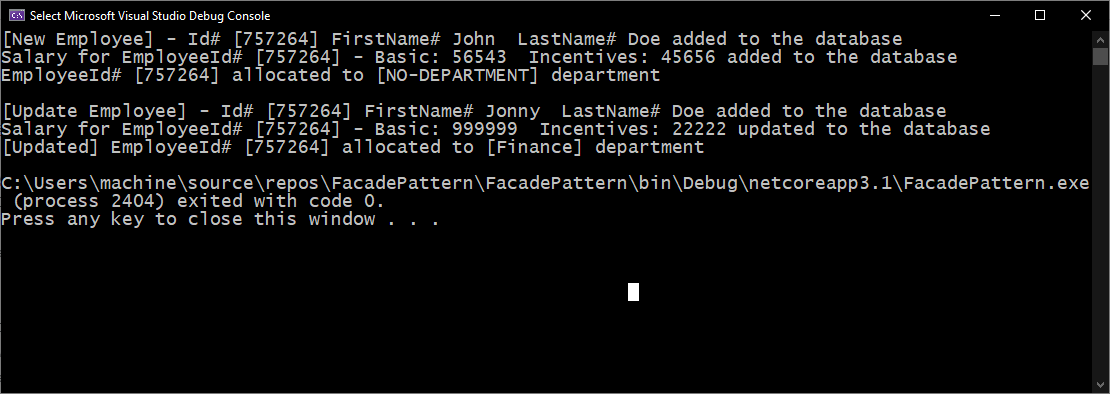 Select Microsoft Visual Studio Debug Console
[New Employee] - Id# [757264] FirstName# John  LastName# Doe added to the database
Salary for EmployeeId# [757264] - Basic: 56543  Incentives: 45656 added to the database
EmployeeId# [757264] allocated to [NO-DEPARTMENT] department
[Update Employee] - Id# [757264] FirstName# Jonny  LastName# Doe added to the database
Salary for EmployeeId# [757264] - Basic: 999999  Incentives: 22222 updated to the database
[Updated] EmployeeId# [757264] allocated to [Finance] department
C:\Users\machine\source\repos\FacadePattern\FacadePattern\bin\Debug\netcoreapp3.1\FacadePattern.exe
(process 2404) exited with code 0.
Press any key to close this window . . .